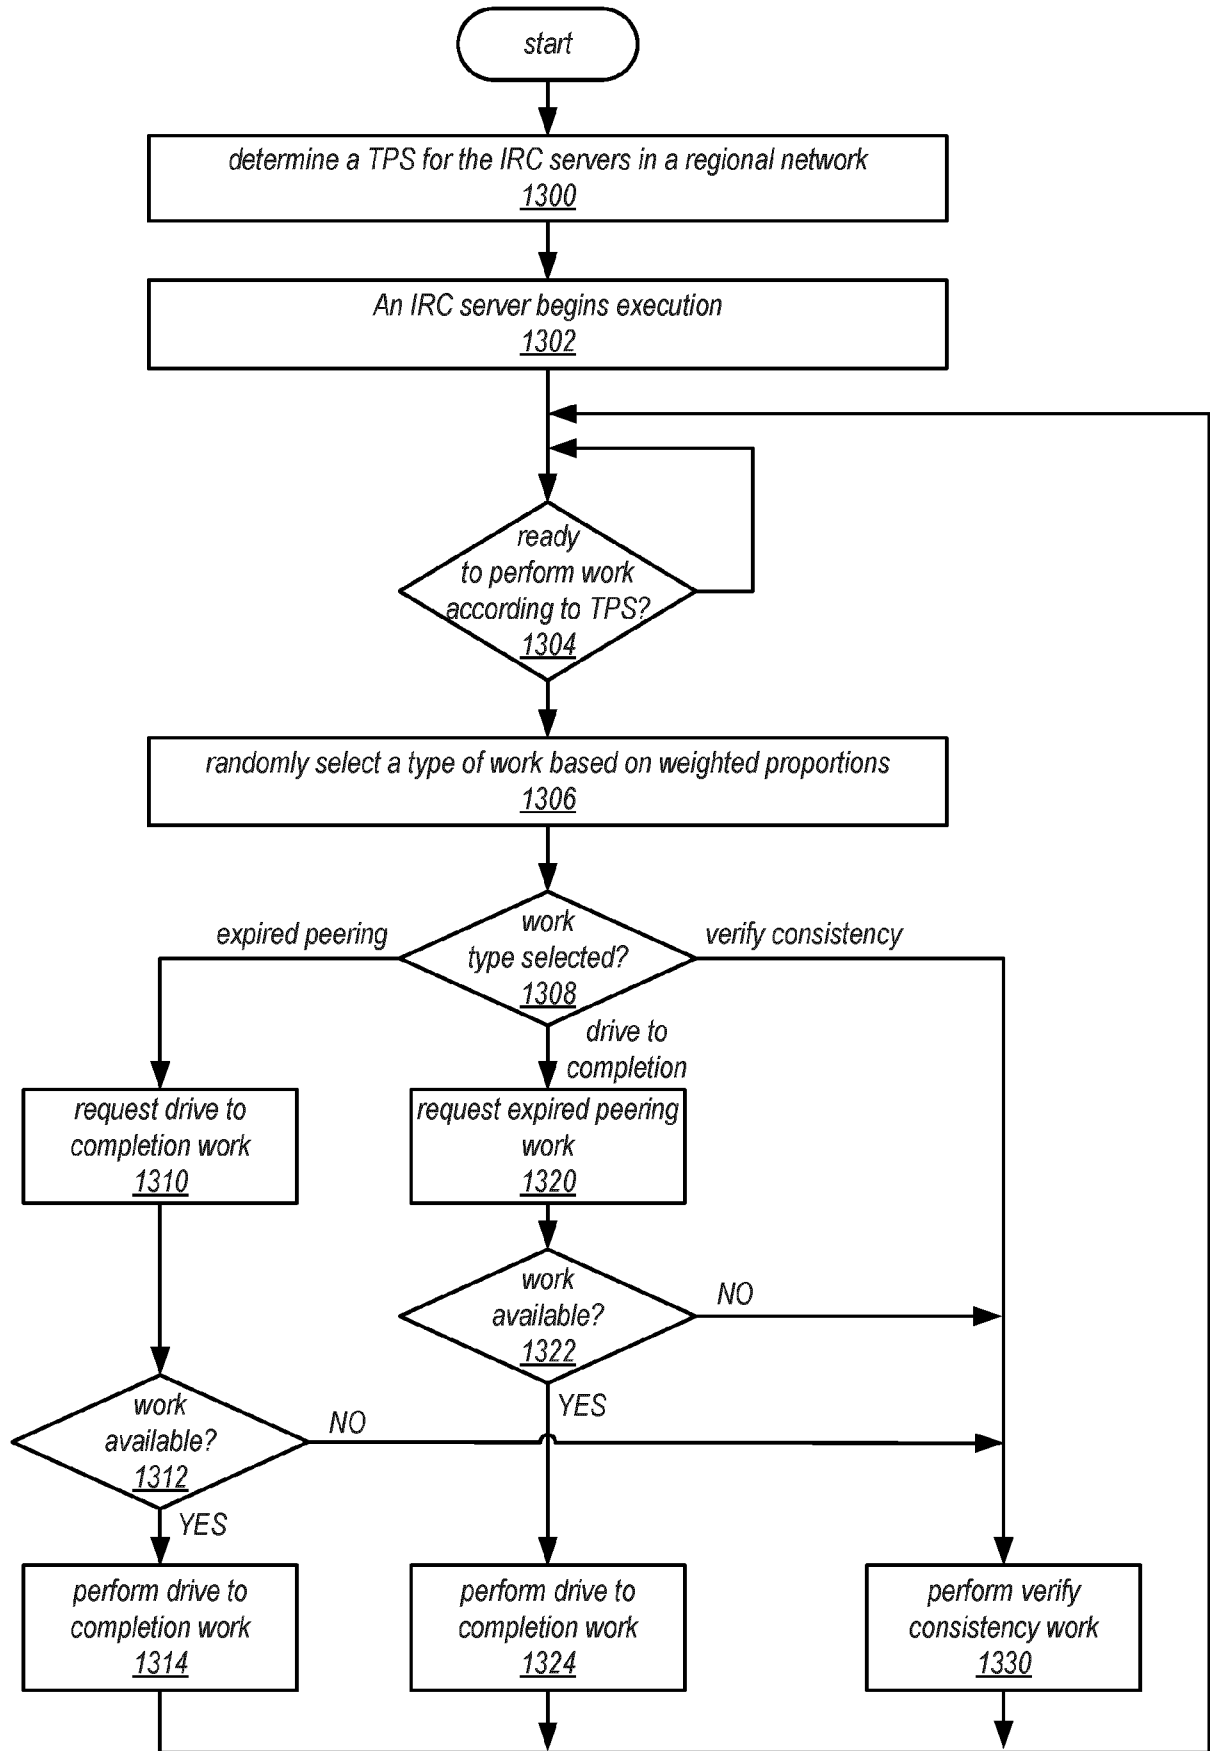 start
determine a TPS for the IRC servers in a regional network
1300
An IRC server begins execution
1302
ready
to perform work
according to TPS?
1304
randomly select a type of work based on weighted proportions
1306
work
type selected?
1308
expired peering
verify consistency
drive to
completion
request drive to
completion work
1310
request expired peering
work
1320
work
available?
1322
NO
YES
work
available?
1312
NO
YES
perform drive to
completion work
1314
perform drive to
completion work
1324
perform verify
consistency work
1330